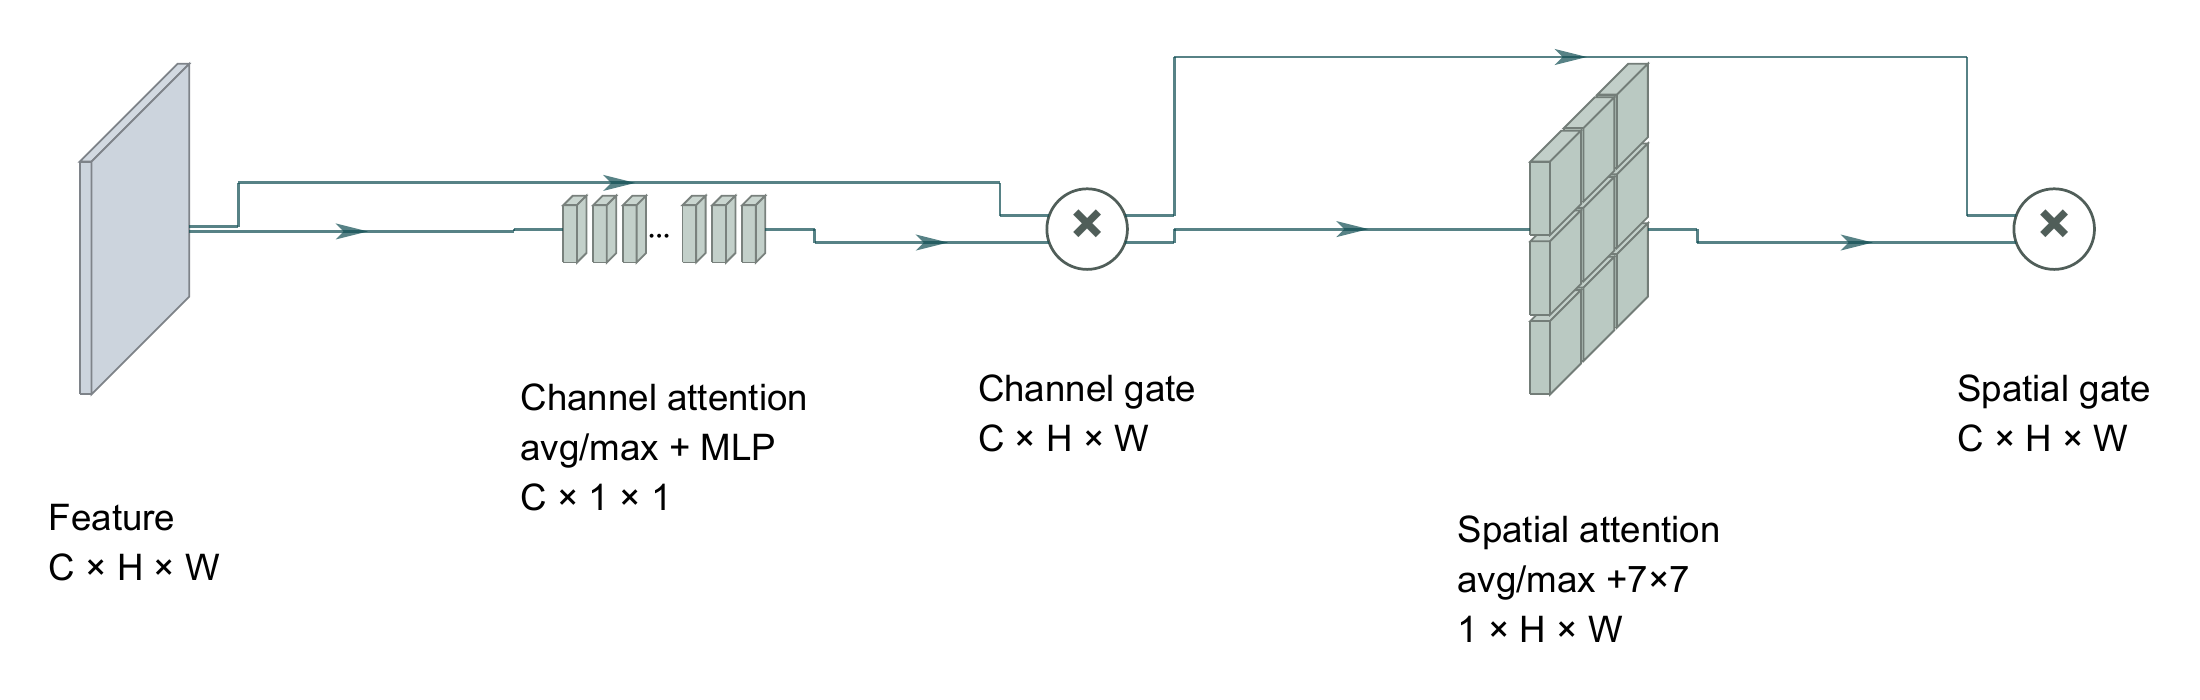 ...
Channel attention
avg/max + MLP
C × 1 × 1
Channel gate
C × H × W
Spatial gate
C × H × W
Feature
C × H × W
Spatial attention
avg/max +7×7
1 × H × W